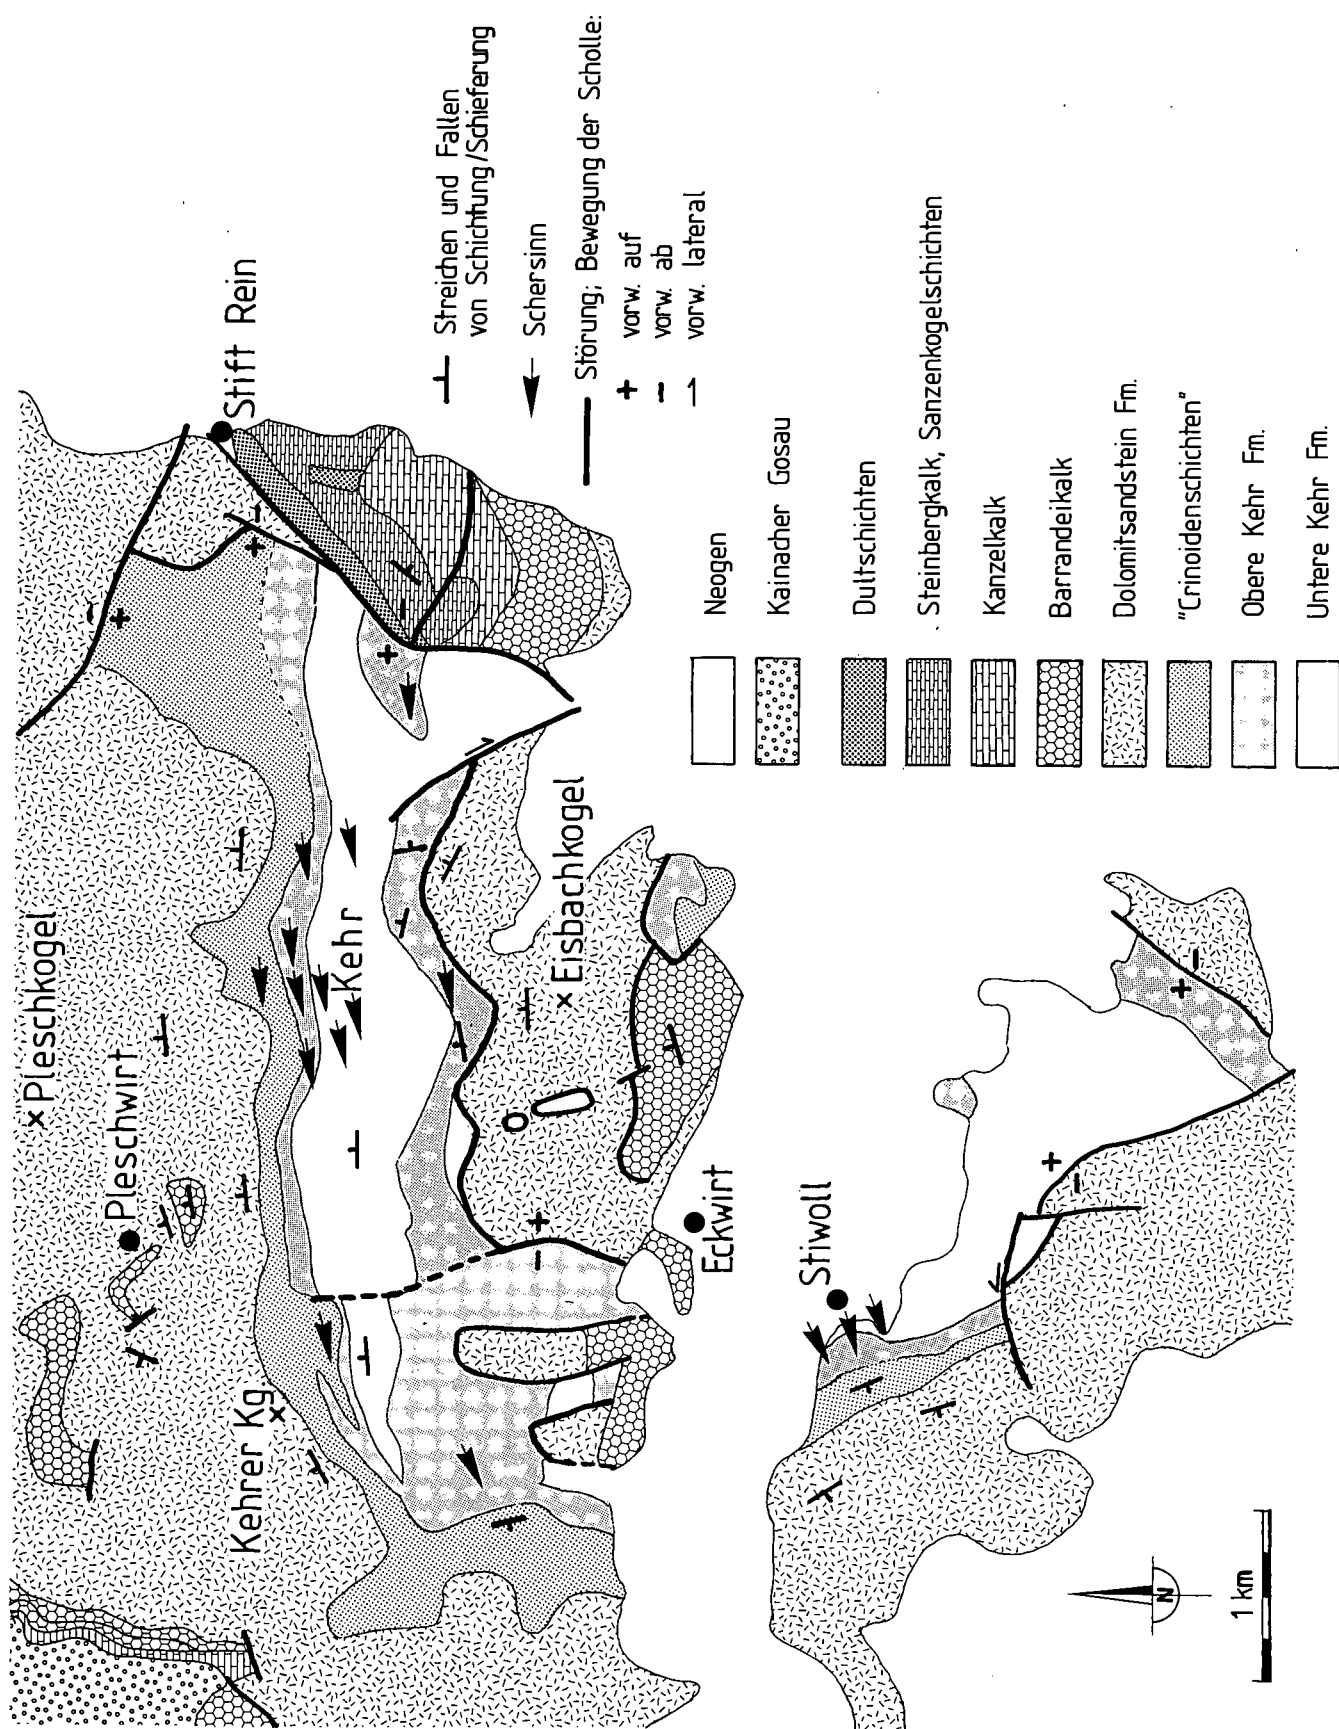 Pleschkogel
Pleschwirt
Kehrer Kg
Kehr
Stift Rein
Eisbachkogel
Eckwirt
Stiwoll
N
1 km
Streichen und Fallen
von Schichtung/Schieferung
Schersinn
Störung; Bewegung der Scholle:
+ vorw. auf
- vorw. ab
⇀ vorw. lateral
Neogen
Kainacher Gosau
Dultschichten
Steinbergkalk, Sanzenkogelschichten
Kanzelkalk
Barrandeikalk
Dolomitsandstein Fm.
"Crinoidenschichten"
Obere Kehr Fm.
Untere Kehr Fm.